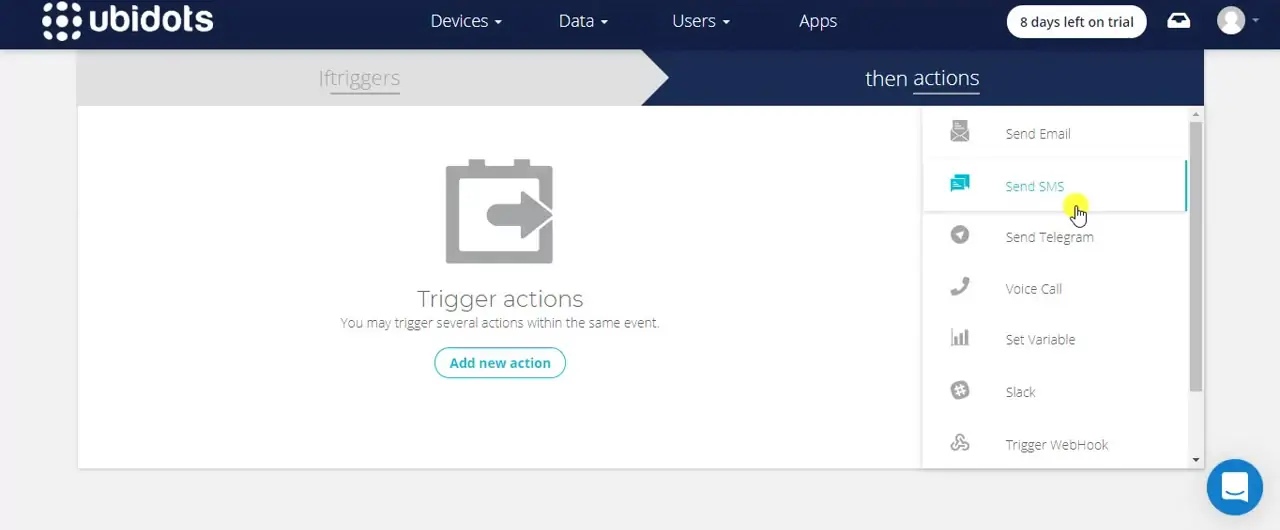 ubidots
Devices
Data
Users
Apps
8 days left on trial
If triggers
then actions
Trigger actions
You may trigger several actions within the same event.
Add new action
Send Email
Send SMS
Send Telegram
Voice Call
Set Variable
Slack
Trigger WebHook